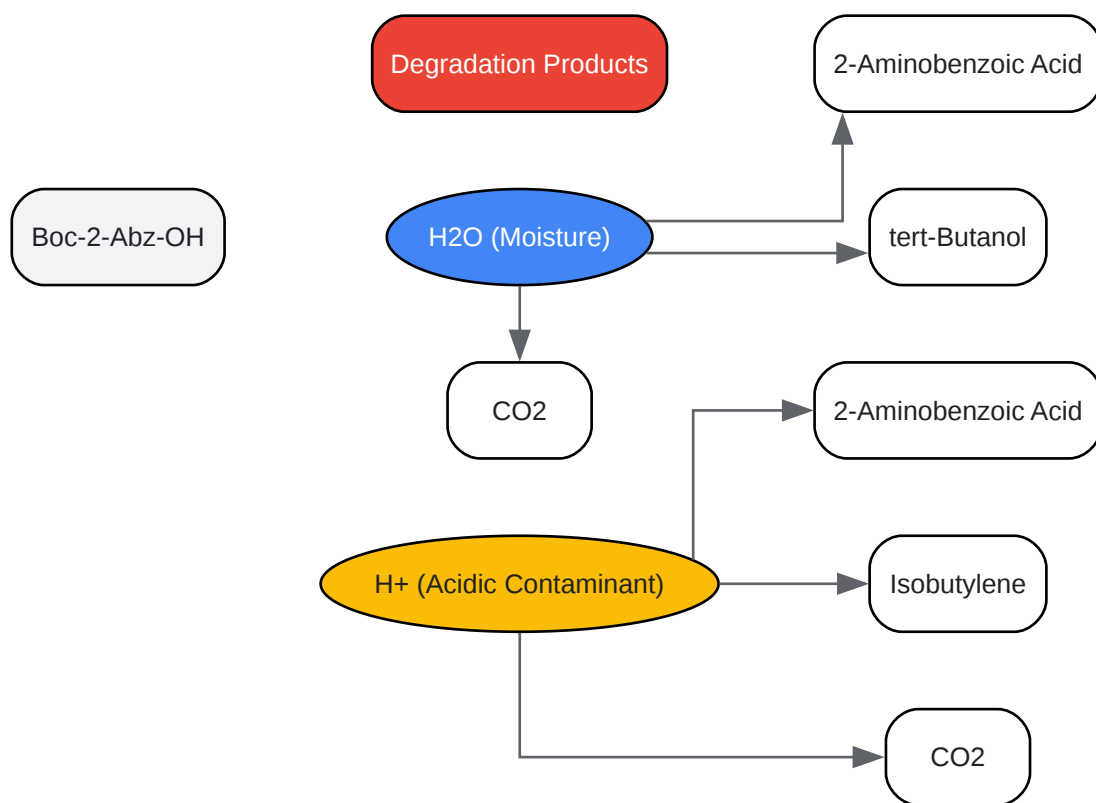 Degradation Products
2-Aminobenzoic Acid
Boc-2-Abz-OH
H2O (Moisture)
tert-Butanol
CO2
2-Aminobenzoic Acid
H+ (Acidic Contaminant)
Isobutylene
CO2